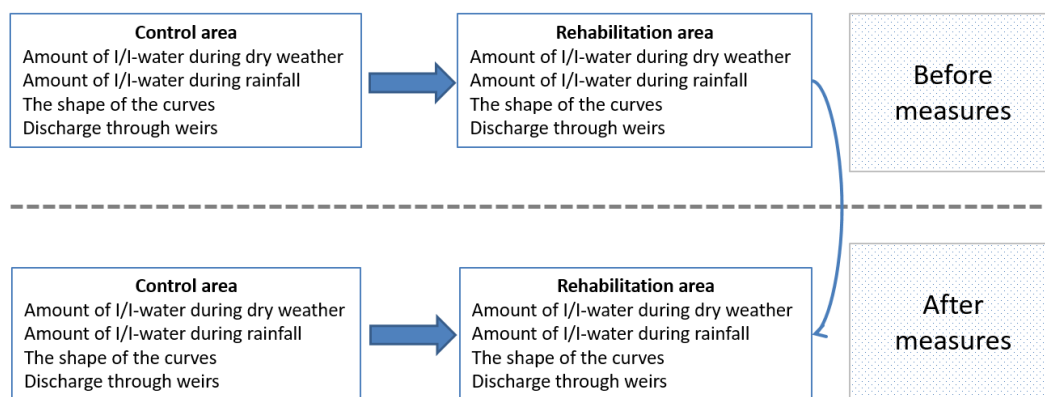 Control area
Amount of I/I-water during dry weather
Amount of I/I-water during rainfall
The shape of the curves
Discharge through weirs
Rehabilitation area
Amount of I/I-water during dry weather
Amount of I/I-water during rainfall
The shape of the curves
Discharge through weirs
Before
measures
Control area
Amount of I/I-water during dry weather
Amount of I/I-water during rainfall
The shape of the curves
Discharge through weirs
Rehabilitation area
Amount of I/I-water during dry weather
Amount of I/I-water during rainfall
The shape of the curves
Discharge through weirs
After
measures